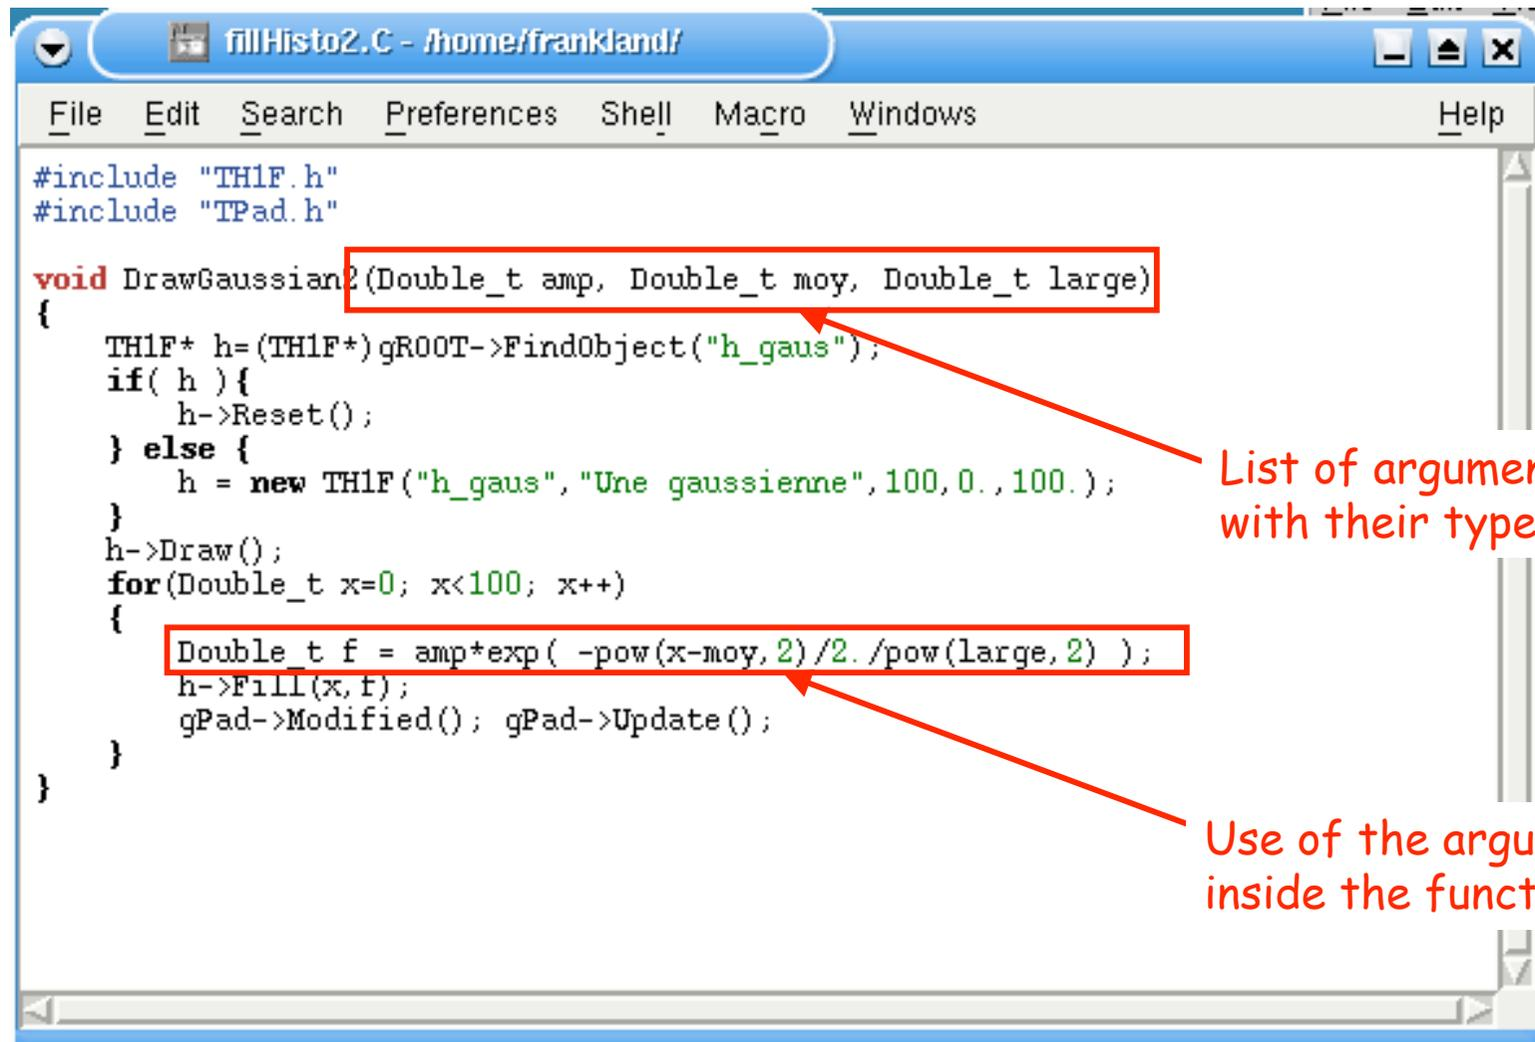 fillHisto2.C - /home/frankland/
File Edit Search Preferences Shell Macro Windows Help
#include "TH1F.h"
#include "TPad.h"
void DrawGaussian2(Double_t amp, Double_t moy, Double_t large)
{
TH1F* h=(TH1F*)gROOT->FindObject("h_gaus");
if( h ){
h->Reset();
} else {
h = new TH1F("h_gaus","Une gaussienne",100,0.,100.);
}
h->Draw();
for(Double_t x=0; x<100; x++)
{
Double_t f = amp*exp( -pow(x-moy,2)/2./pow(large,2) );
h->Fill(x,f);
gPad->Modified(); gPad->Update();
}
}
List of argumen
with their type
Use of the argu
inside the funct